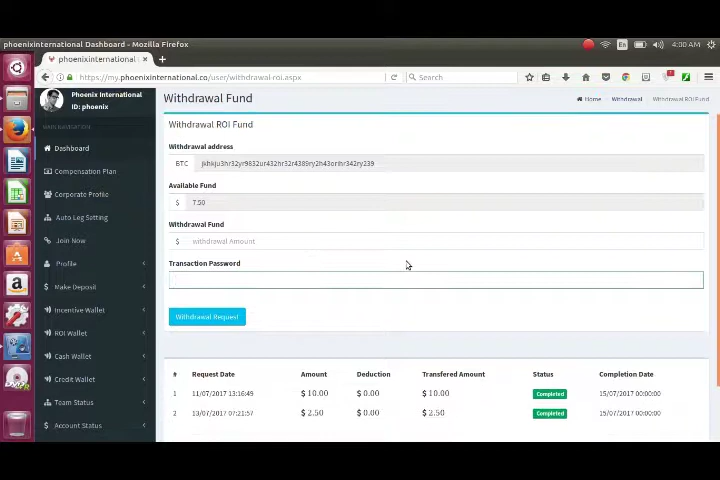 phoenixinternational Dashboard - Mozilla Firefox
En
4:00 AM
phoenixinternational
https://my.phoenixinternational.co/user/withdrawal-roi.aspx
Search
Phoenix International
ID: phoenix
MAIN NAVIGATION
Dashboard
Compensation Plan
Corporate Profile
Auto Leg Setting
Join Now
Profile
Make Deposit
Incentive Wallet
ROI Wallet
Cash Wallet
Credit Wallet
Team Status
Account Status
Withdrawal Fund
Home Withdrawal Withdrawal ROI Fund
Withdrawal ROI Fund
Withdrawal address
BTC
Available Fund
$ 7.50
Withdrawal Fund
$ withdrawal Amount
Transaction Password
Withdrawal Request
# Request Date Amount Deduction Transfered Amount Status Completion Date
1 11/07/2017 13:16:49 $ 10.00 $ 0.00 $ 10.00 Completed 15/07/2017 00:00:00
2 13/07/2017 07:21:57 $ 2.50 $ 0.00 $ 2.50 Completed 15/07/2017 00:00:00